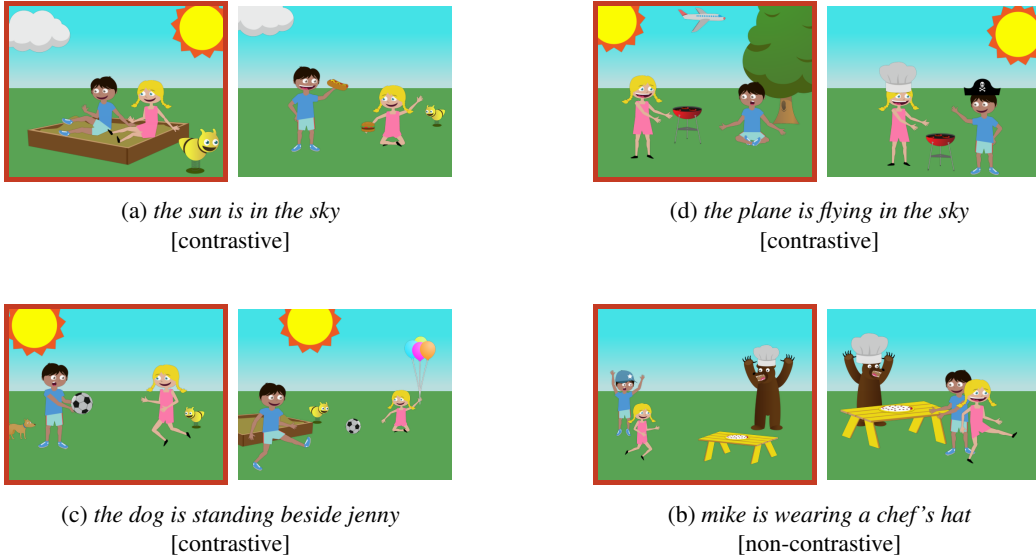 (a) the sun is in the sky
[contrastive]
(d) the plane is flying in the sky
[contrastive]
(c) the dog is standing beside jenny
[contrastive]
(b) mike is wearing a chef's hat
[non-contrastive]